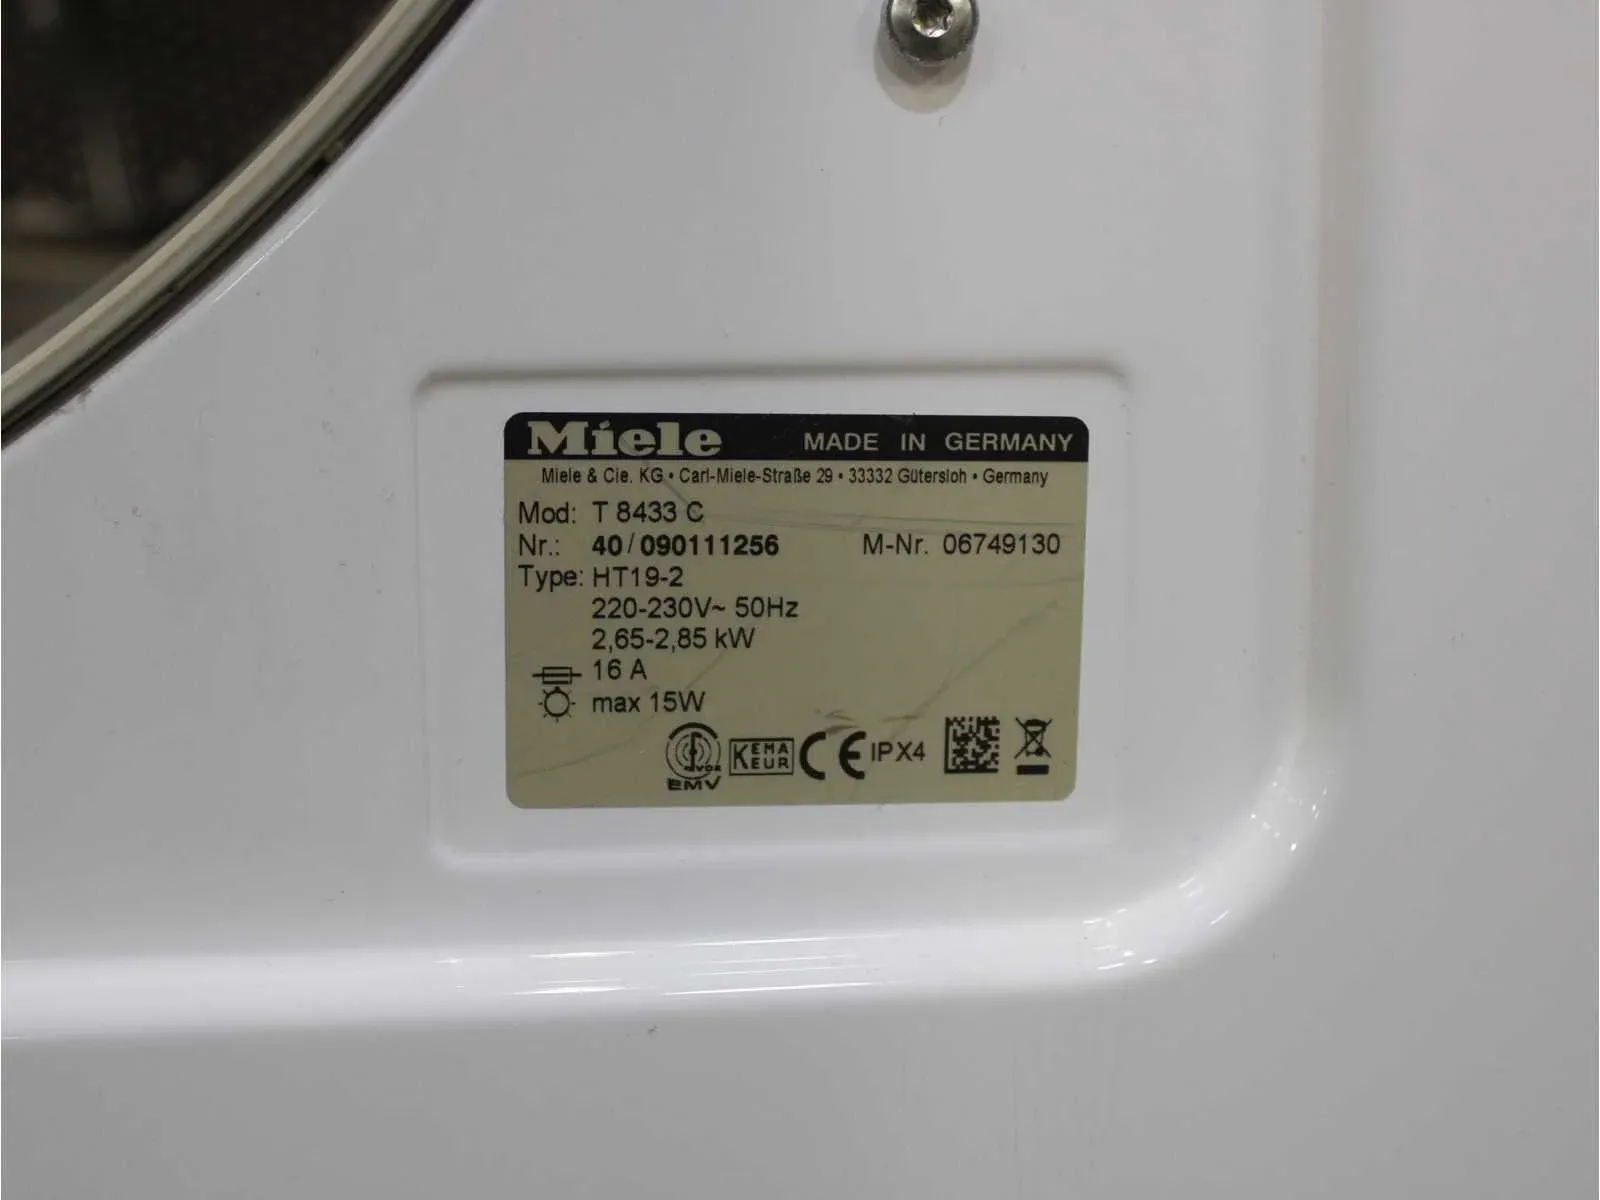 Miele MADE IN GERMANY
Miele & Cie. KG • Carl-Miele-Straße 29 • 33332 Gütersloh • Germany
Mod: T 8433 C
Nr.: 40/090111256 M-Nr. 06749130
Type: HT19-2
220-230V~ 50Hz
2,65-2,85 kW
16 A
max 15W
VDE KEMA EUR CE IPX4
EMV